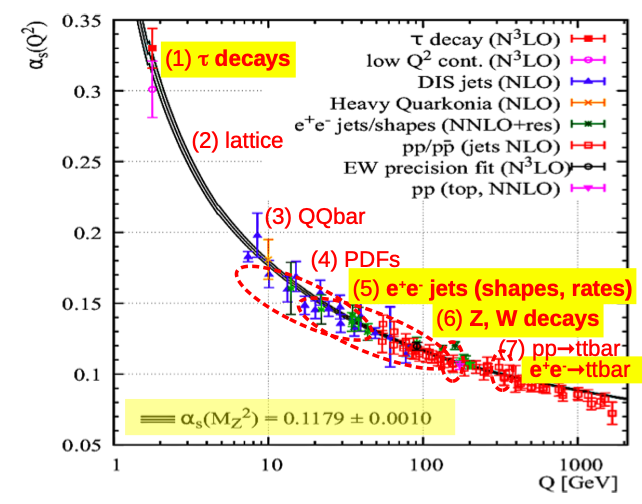 αs(Q²)
0.35
0.3
0.25
0.2
0.15
0.1
0.05
τ decay (N³LO)
low Q² cont. (N³LO)
DIS jets (NLO)
Heavy Quarkonia (NLO)
e⁺e⁻ jets/shapes (NNLO+res)
pp/pp̅ (jets NLO)
EW precision fit (N³LO)
pp (top, NNLO)
(1) τ decays
(2) lattice
(3) QQbar
(4) PDFs
(5) e⁺e⁻ jets (shapes, rates)
(6) Z, W decays
(7) pp→ttbar
e⁺e⁻→ttbar
αs(MZ²) = 0.1179 ± 0.0010
1
10
100
1000
Q [GeV]